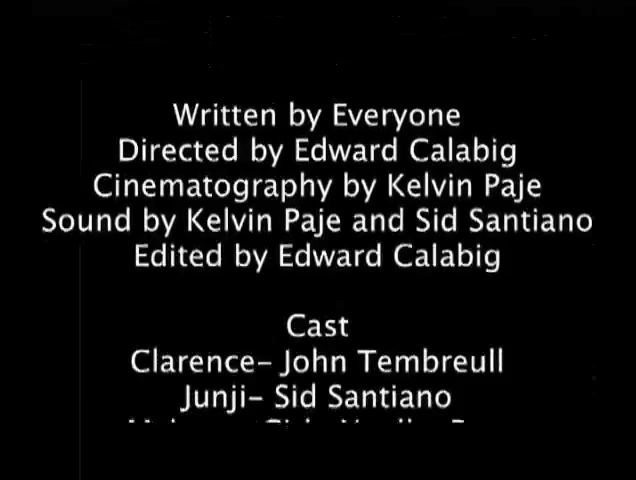 Written by Everyone
Directed by Edward Calabig
Cinematography by Kelvin Paje
Sound by Kelvin Paje and Sid Santiano
Edited by Edward Calabig
Cast
Clarence- John Tembreull
Junji- Sid Santiano